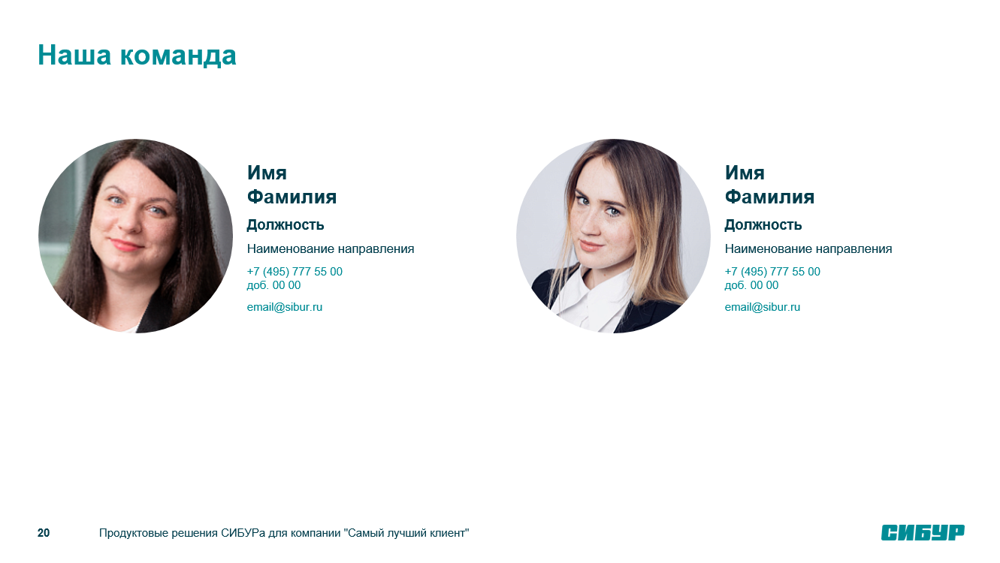 Наша команда
Имя
Фамилия
Должность
Наименование направления
+7 (495) 777 55 00
доб. 00 00
email@sibur.ru
Имя
Фамилия
Должность
Наименование направления
+7 (495) 777 55 00
доб. 00 00
email@sibur.ru
20
Продуктовые решения СИБУРа для компании "Самый лучший клиент"
СИБУР